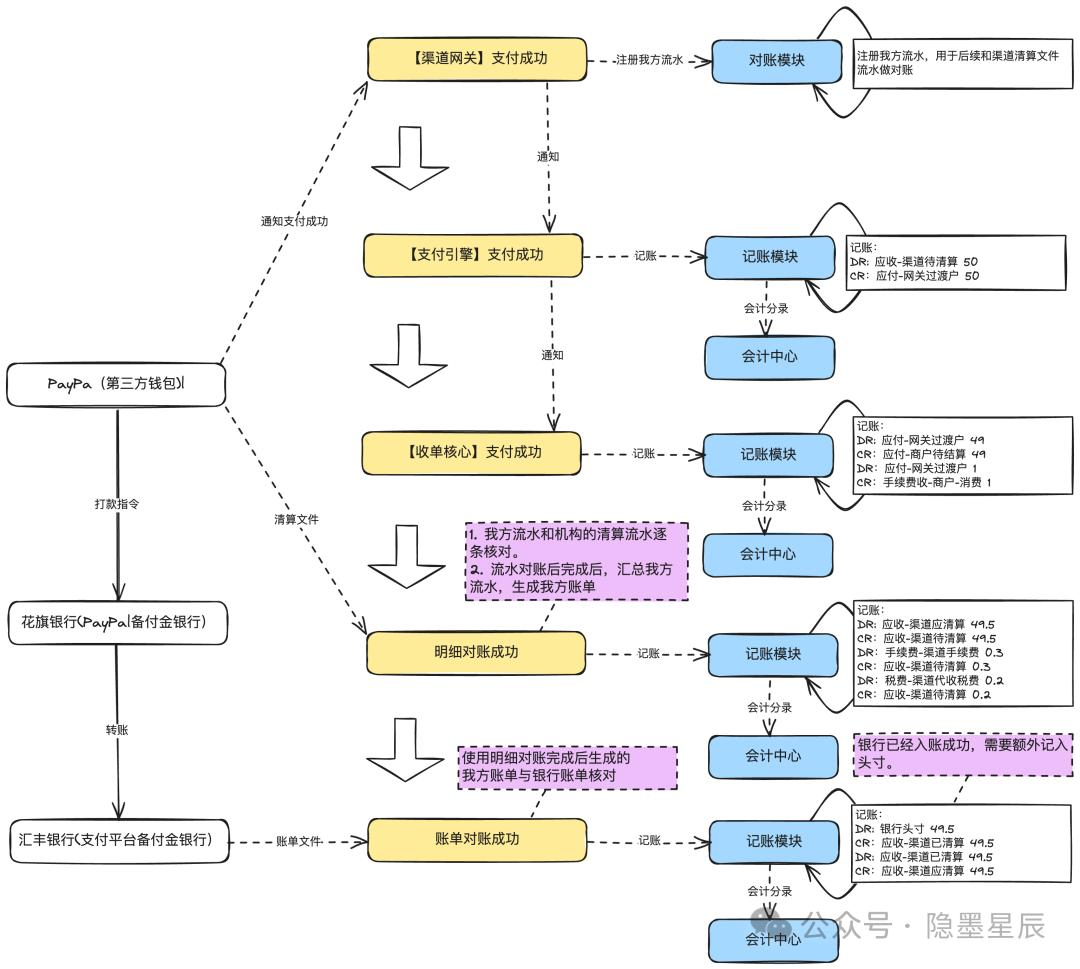 【渠道网关】支付成功
注册我方流水
对账模块
注册我方流水，用于后续和渠道清算文件
流水做对账
通知
通知支付成功
【支付引擎】支付成功
记账
记账模块
记账：
DR：应收-渠道待清算 50
CR：应付-网关过渡户 50
会计分录
会计中心
通知
PayPa（第三方钱包)l
【收单核心】支付成功
记账
记账模块
记账：
DR：应付-网关过渡户 49
CR：应付-商户待结算 49
DR：应付-网关过渡户 1
CR：手续费收-商户-消费 1
会计分录
会计中心
打款指令
清算文件
1. 我方流水和机构的清算流水逐
条核对。
2. 流水对账后完成后，汇总我方
流水，生成我方账单
花旗银行(PayPal备付金银行）
明细对账成功
记账
记账模块
记账：
DR：应收-渠道应清算 49.5
CR：应收-渠道待清算 49.5
DR：手续费-渠道手续费 0.3
CR：应收-渠道待清算 0.3
DR：税费-渠道代收税费 0.2
CR：应收-渠道待清算 0.2
会计分录
会计中心
转账
使用明细对账完成后生成的
我方账单与银行账单核对
银行已经入账成功，需要额外记入
头寸。
汇丰银行(支付平台备付金银行）
账单文件
账单对账成功
记账
记账模块
记账：
DR：银行头寸 49.5
CR：应收-渠道已清算 49.5
DR：应收-渠道已清算 49.5
CR：应收-渠道应清算 49.5
会计分录
会计中心
公众号 · 隐墨星辰